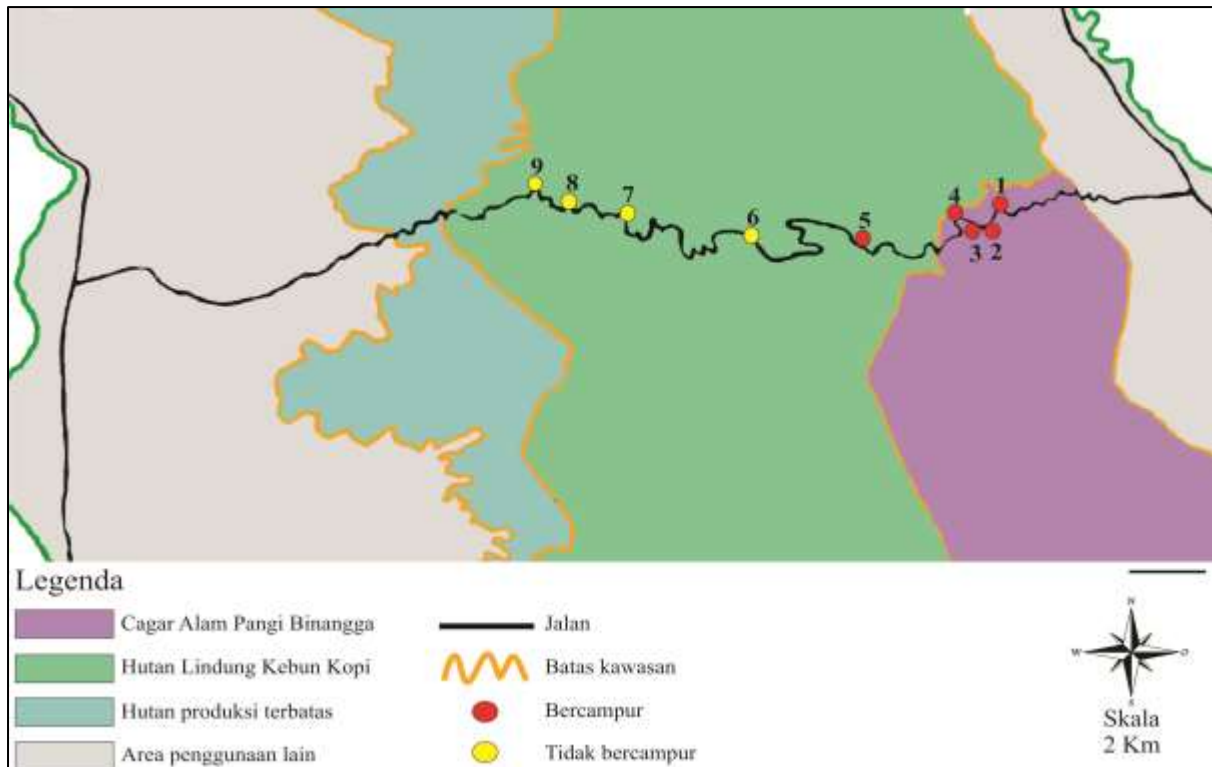 9
8
7
6
5
4
1
3
2
Legenda
Cagar Alam Pangi Binangga
Jalan
Hutan Lindung Kebun Kopi
Batas kawasan
Hutan produksi terbatas
Bercampur
Area penggunaan lain
Tidak bercampur
N
W
O
S
Skala
2 Km